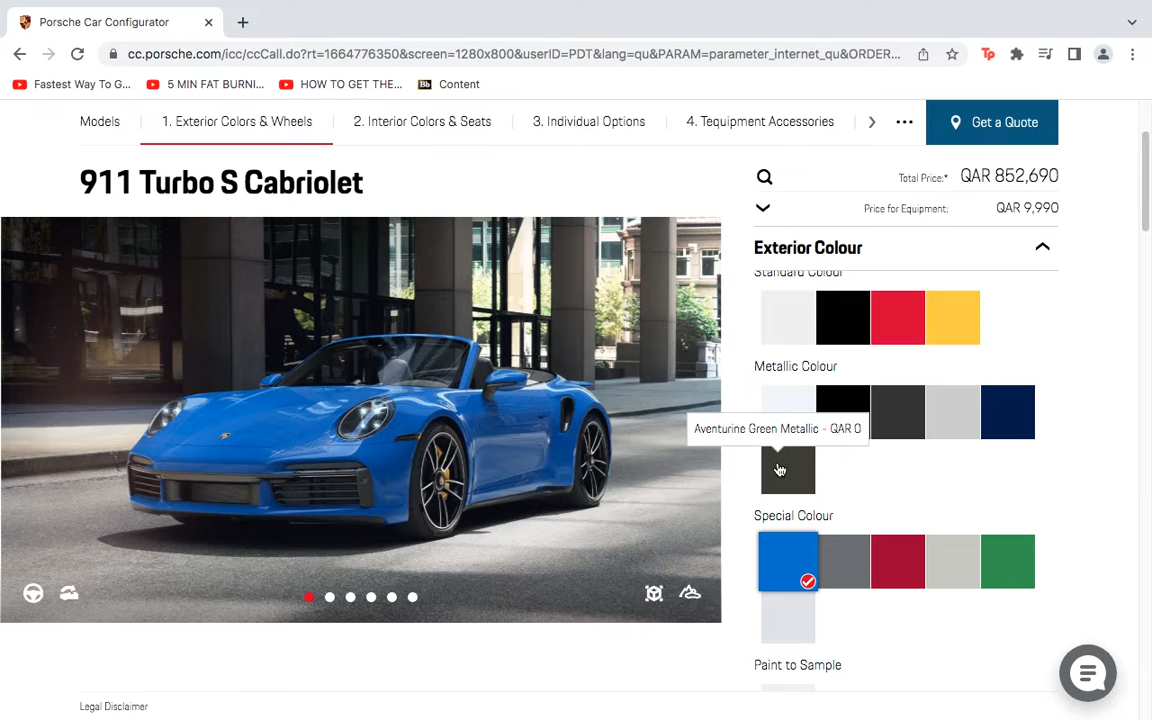 Porsche Car Configurator
cc.porsche.com/icc/ccCall.do?rt=1664776350&screen=1280x800&userID=PDT&lang=qu&PARAM=parameter_internet_qu&ORDER...
Fastest Way To G...
5 MIN FAT BURNI...
HOW TO GET THE...
Bb Content
Models
1. Exterior Colors & Wheels
2. Interior Colors & Seats
3. Individual Options
4. Tequipment Accessories
Get a Quote
911 Turbo S Cabriolet
Total Price:* QAR 852,690
Price for Equipment: QAR 9,990
Exterior Colour
Standard Colour
Metallic Colour
Aventurine Green Metallic - QAR 0
Special Colour
Paint to Sample
Legal Disclaimer